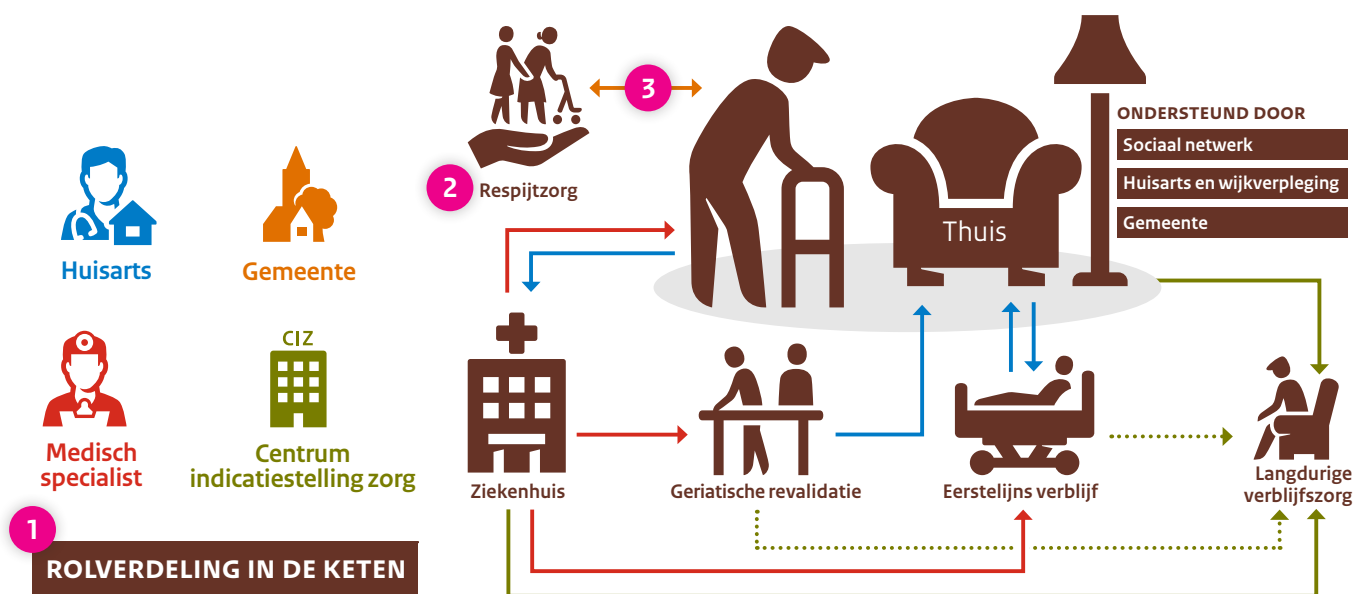 3
ONDERSTEUND DOOR
Sociaal netwerk
Huisarts en wijkverpleging
Gemeente
2
Respijtzorg
Thuis
Huisarts
Gemeente
CIZ
Medisch
specialist
Centrum
indicatiestelling zorg
Ziekenhuis
Geriatische revalidatie
Eerstelijns verblijf
Langdurige
verblijfszorg
1
ROLVERDELING IN DE KETEN